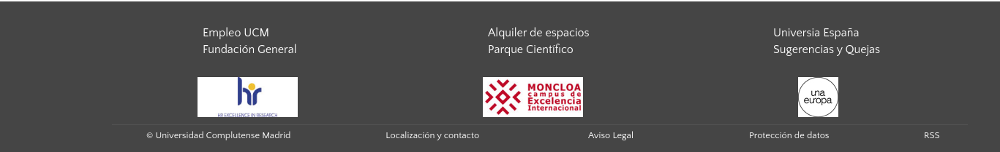 Empleo UCM
Fundación General
Alquiler de espacios
Parque Científico
Universia España
Sugerencias y Quejas
hr
HR EXCELLENCE IN RESEARCH
MONCLOA
campus de
Excelencia
Internacional
una
europa
© Universidad Complutense Madrid
Localización y contacto
Aviso Legal
Protección de datos
RSS